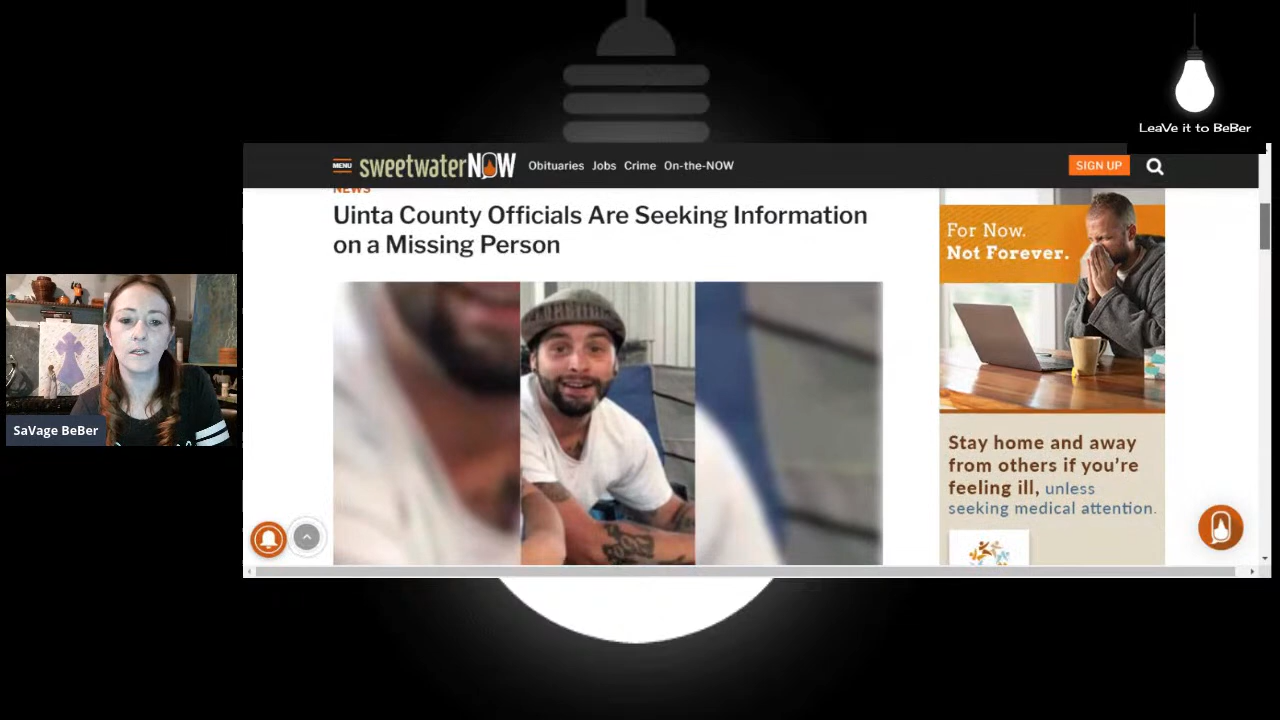 LeaVe it to BeBer
MENU sweetwaterNOW Obituaries Jobs Crime On-the-NOW SIGN UP
NEWS
Uinta County Officials Are Seeking Information
on a Missing Person
For Now.
Not Forever.
Stay home and away
from others if you’re
feeling ill, unless
seeking medical attention.
SaVage BeBer